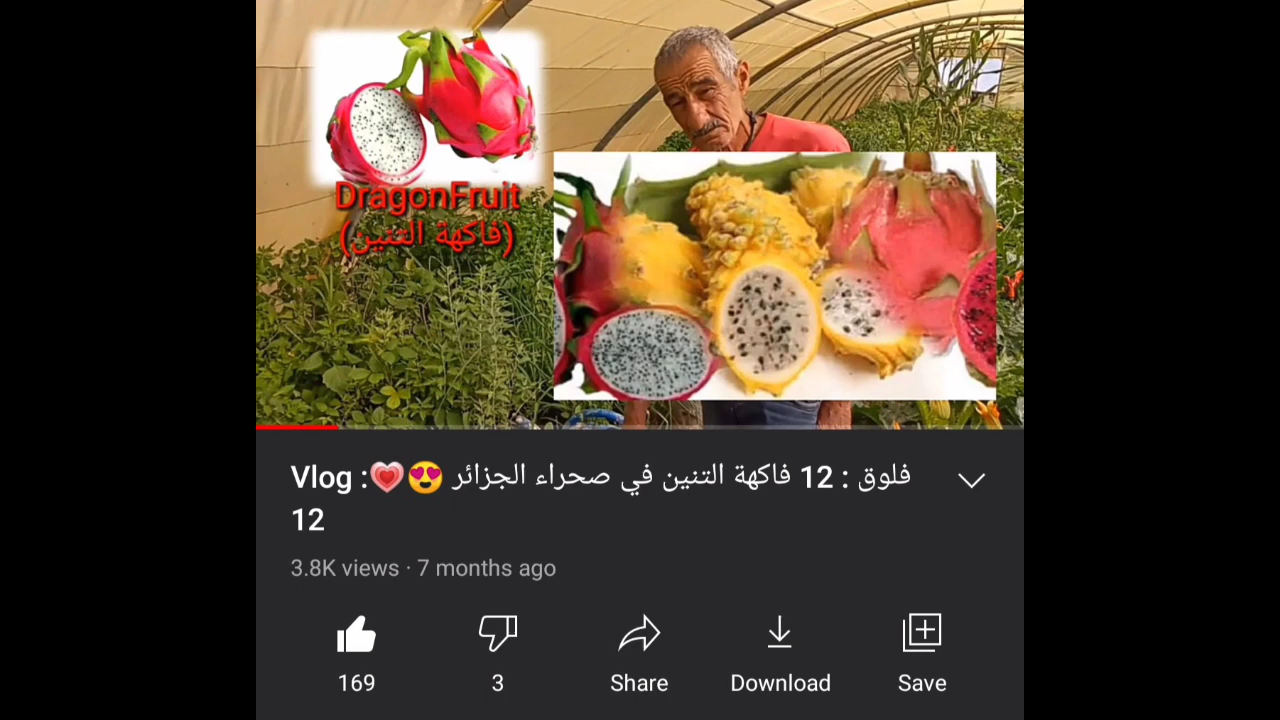 DragonFruit
(فاكهة التنين)
فلوق : 12 فاكهة التنين في صحراء الجزائر 😍💗: Vlog
12
3.8K views · 7 months ago
169
3
Share
Download
Save